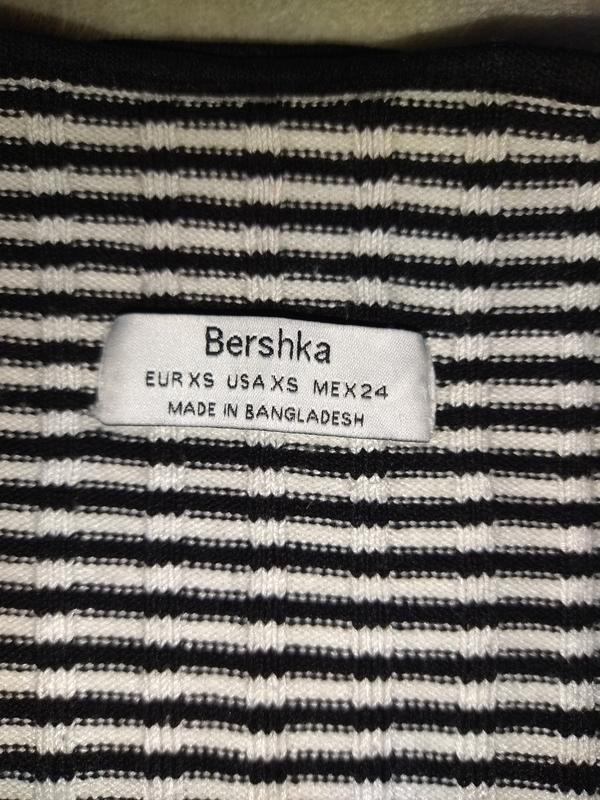 Bershka
EUR XS USA XS MEX 24
MADE IN BANGLADESH